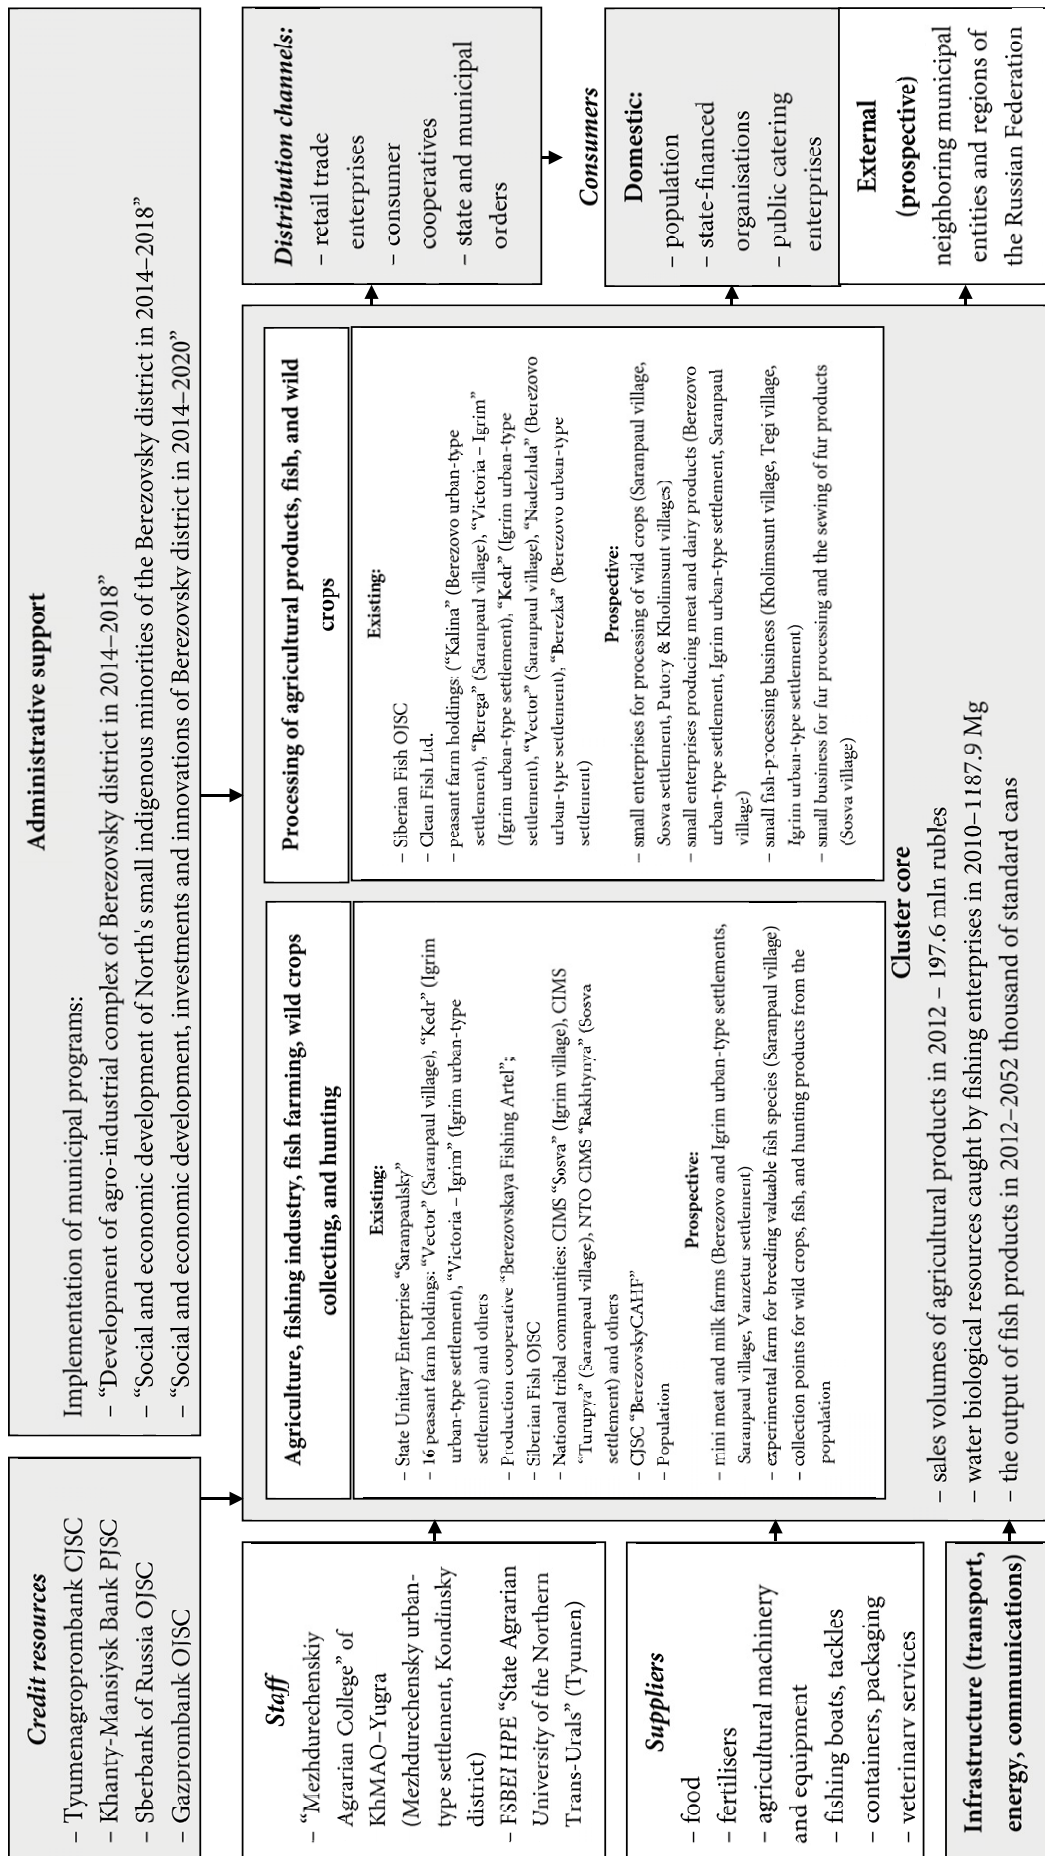 Credit resources
– Tyumenagroprombank CJSC
– Khanty-Mansiysk Bank PJSC
– Sberbank of Russia OJSC
– Gazprombank OJSC
Administrative support
Implementation of municipal programs:
– “Development of agro-industrial complex of Berezovsky district in 2014–2018”
– “Social and economic development of North's small indigenous minorities of the Berezovsky district in 2014–2018”
– “Social and economic development, investments and innovations of Berezovsky district in 2014–2020”
Staff
– “Mezhdurechenskiy
Agrarian College” of
KhMAO–Yugra
(Mezhdurechensky urban-
type settlement, Kondinsky
district)
– FSBEI HPE “State Agrarian
University of the Northern
Trans-Urals” (Tyumen)
Suppliers
– food
– fertilisers
– agricultural machinery
and equipment
– fishing boats, tackles
– containers, packaging
– veterinary services
Infrastructure (transport,
energy, communications)
Agriculture, fishing industry, fish farming, wild crops
collecting, and hunting
Existing:
– State Unitary Enterprise “Saranpaulsky”
– 16 peasant farm holdings: “Vector” (Saranpaul village), “Kedr” (Igrim
urban-type settlement), “Victoria – Igrim” (Igrim urban-type
settlement) and others
– Production cooperative “Berezovskaya Fishing Artel”;
– Siberian Fish OJSC
– National tribal communities: CIMS “Sosva” (Igrim village), CIMS
“Turupya” (Saranpaul village), NTO CIMS “Rakhtynya” (Sosva
settlement) and others
– CJSC “BerezovskyCAHF”
– Population
Prospective:
– mini meat and milk farms (Berezovo and Igrim urban-type settlements,
Saranpaul village, Vanzetur settlement)
– experimental farm for breeding valuable fish species (Saranpaul village)
– collection points for wild crops, fish, and hunting products from the
population
Processing of agricultural products, fish, and wild
crops
Existing:
– Siberian Fish OJSC
– Clean Fish Ltd.
– peasant farm holdings: (“Kalina” (Berezovo urban-type
settlement), “Berega” (Saranpaul village), “Victoria – Igrim”
(Igrim urban-type settlement), “Kedr” (Igrim urban-type
settlement), “Vector” (Saranpaul village), “Nadezhda” (Berezovo
urban-type settlement), “Berezka” (Berezovo urban-type
settlement)
Prospective:
– small enterprises for processing of wild crops (Saranpaul village,
Sosva settlement, Putory & Kholimsunt villages)
– small enterprises producing meat and dairy products (Berezovo
urban-type settlement, Igrim urban-type settlement, Saranpaul
village)
– small fish-processing business (Kholimsunt village, Tegi village,
Igrim urban-type settlement)
– small business for fur processing and the sewing of fur products
(Sosva village)
Cluster core
– sales volumes of agricultural products in 2012 – 197.6 mln rubles
– water biological resources caught by fishing enterprises in 2010–1187.9 Mg
– the output of fish products in 2012–2052 thousand of standard cans
Distribution channels:
– retail trade
enterprises
– consumer
cooperatives
– state and municipal
orders
Consumers
Domestic:
– population
– state-financed
organisations
– public catering
enterprises
External
(prospective)
neighboring municipal
entities and regions of
the Russian Federation